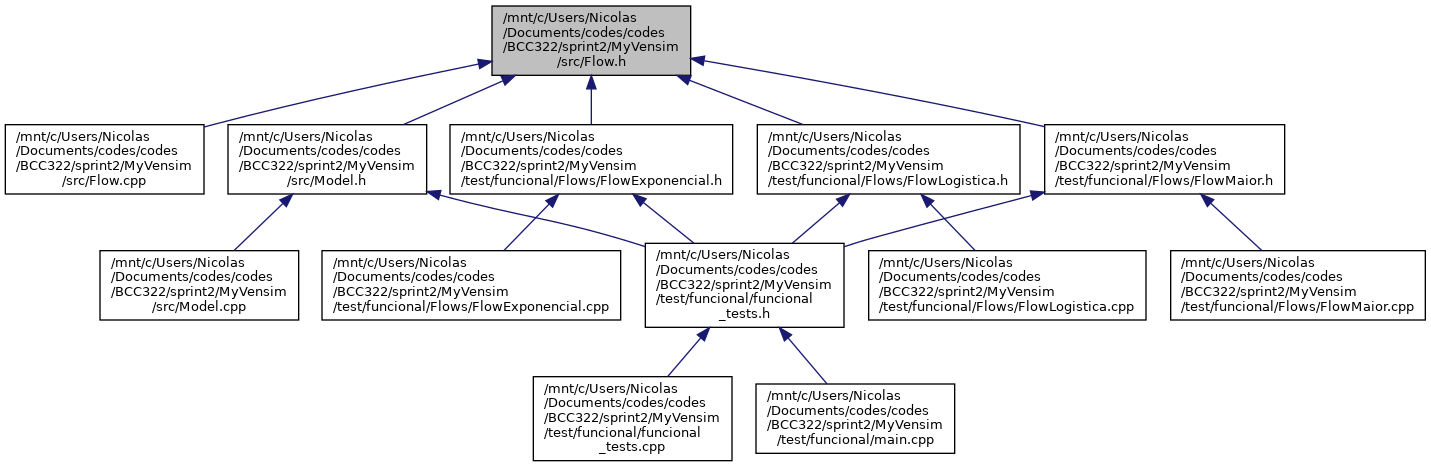 /mnt/c/Users/Nicolas
/Documents/codes/codes
/BCC322/sprint2/MyVensim
/src/Flow.h
/mnt/c/Users/Nicolas
/Documents/codes/codes
/BCC322/sprint2/MyVensim
/src/Flow.cpp
/mnt/c/Users/Nicolas
/Documents/codes/codes
/BCC322/sprint2/MyVensim
/src/Model.h
/mnt/c/Users/Nicolas
/Documents/codes/codes
/BCC322/sprint2/MyVensim
/test/funcional/Flows/FlowExponencial.h
/mnt/c/Users/Nicolas
/Documents/codes/codes
/BCC322/sprint2/MyVensim
/test/funcional/Flows/FlowLogistica.h
/mnt/c/Users/Nicolas
/Documents/codes/codes
/BCC322/sprint2/MyVensim
/test/funcional/Flows/FlowMaior.h
/mnt/c/Users/Nicolas
/Documents/codes/codes
/BCC322/sprint2/MyVensim
/src/Model.cpp
/mnt/c/Users/Nicolas
/Documents/codes/codes
/BCC322/sprint2/MyVensim
/test/funcional/Flows/FlowExponencial.cpp
/mnt/c/Users/Nicolas
/Documents/codes/codes
/BCC322/sprint2/MyVensim
/test/funcional/funcional
_tests.h
/mnt/c/Users/Nicolas
/Documents/codes/codes
/BCC322/sprint2/MyVensim
/test/funcional/Flows/FlowLogistica.cpp
/mnt/c/Users/Nicolas
/Documents/codes/codes
/BCC322/sprint2/MyVensim
/test/funcional/Flows/FlowMaior.cpp
/mnt/c/Users/Nicolas
/Documents/codes/codes
/BCC322/sprint2/MyVensim
/test/funcional/funcional
_tests.cpp
/mnt/c/Users/Nicolas
/Documents/codes/codes
/BCC322/sprint2/MyVensim
/test/funcional/main.cpp